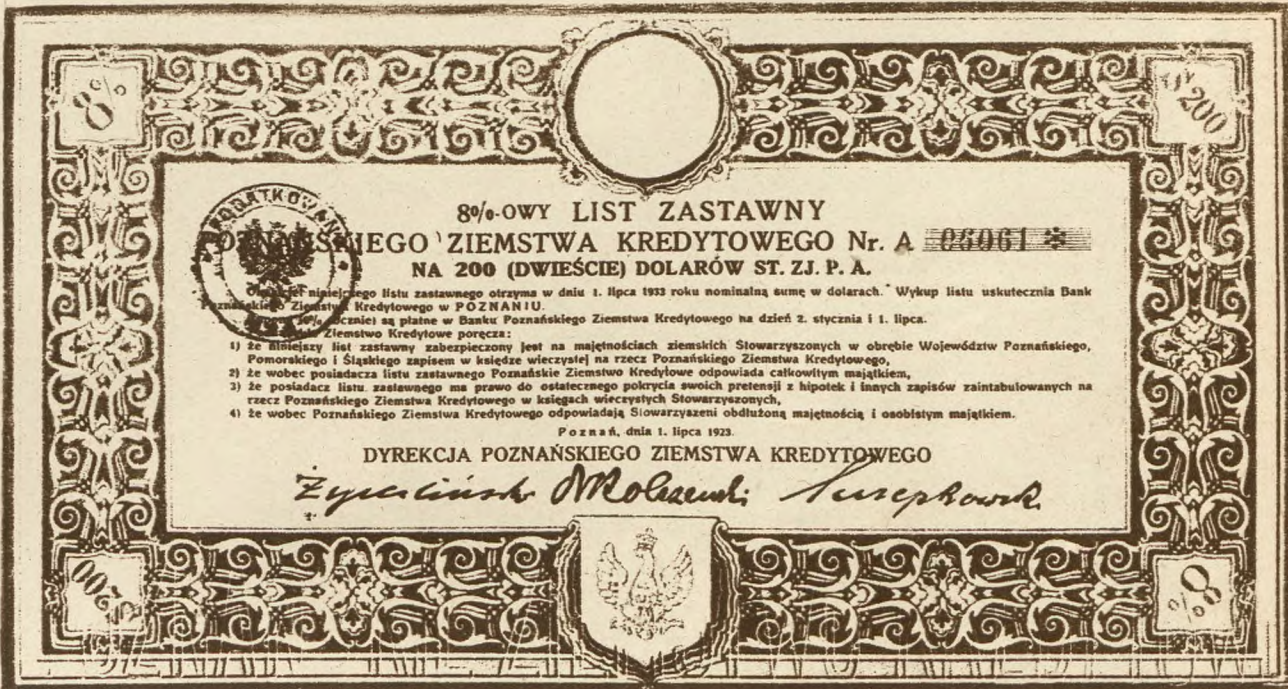 8%
$ 200
OPODATKOWANY
8%-OWY LIST ZASTAWNY
POZNAŃSKIEGO ZIEMSTWA KREDYTOWEGO Nr. A 06061 *
NA 200 (DWIEŚCIE) DOLARÓW ST. ZJ. P. A.
niniejszego listu zastawnego otrzyma w dniu 1. lipca 1933 roku nominalną sumę w dolarach. Wykup listu uskutecznia Bank
Poznańskiego Ziemstwa Kredytowego w POZNANIU.
rocznie) są płatne w Banku Poznańskiego Ziemstwa Kredytowego na dzień 2. stycznia i 1. lipca.
Ziemstwo Kredytowe poręcza:
1) że niniejszy list zastawny zabezpieczony jest na majętnościach ziemskich Stowarzyszonych w obrębie Województw Poznańskiego,
Pomorskiego i Śląskiego zapisem w księdze wieczystej na rzecz Poznańskiego Ziemstwa Kredytowego,
2) że wobec posiadacza listu zastawnego Poznańskie Ziemstwo Kredytowe odpowiada całkowitym majątkiem,
3) że posiadacz listu zastawnego ma prawo do ostatecznego pokrycia swoich pretensji z hipotek i innych zapisów zaintabulowanych na
rzecz Poznańskiego Ziemstwa Kredytowego w księgach wieczystych Stowarzyszonych,
4) że wobec Poznańskiego Ziemstwa Kredytowego odpowiadają Stowarzyszeni obdłużoną majętnością i osobistym majątkiem.
Poznań, dnia 1. lipca 1923.
DYREKCJA POZNAŃSKIEGO ZIEMSTWA KREDYTOWEGO
$ 200
8%